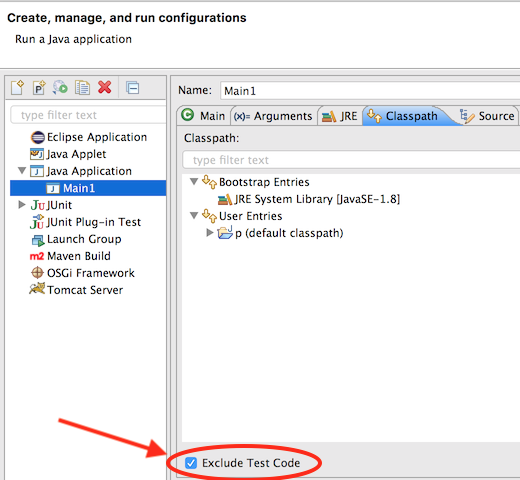 Create, manage, and run configurations
Run a Java application
type filter text
Eclipse Application
Java Applet
Java Application
Main1
JUnit
JUnit Plug-in Test
Launch Group
m2 Maven Build
OSGi Framework
Tomcat Server
Name: Main1
Main (x)= Arguments JRE Classpath Source
Classpath:
type filter text
Bootstrap Entries
JRE System Library [JavaSE-1.8]
User Entries
p (default classpath)
Exclude Test Code